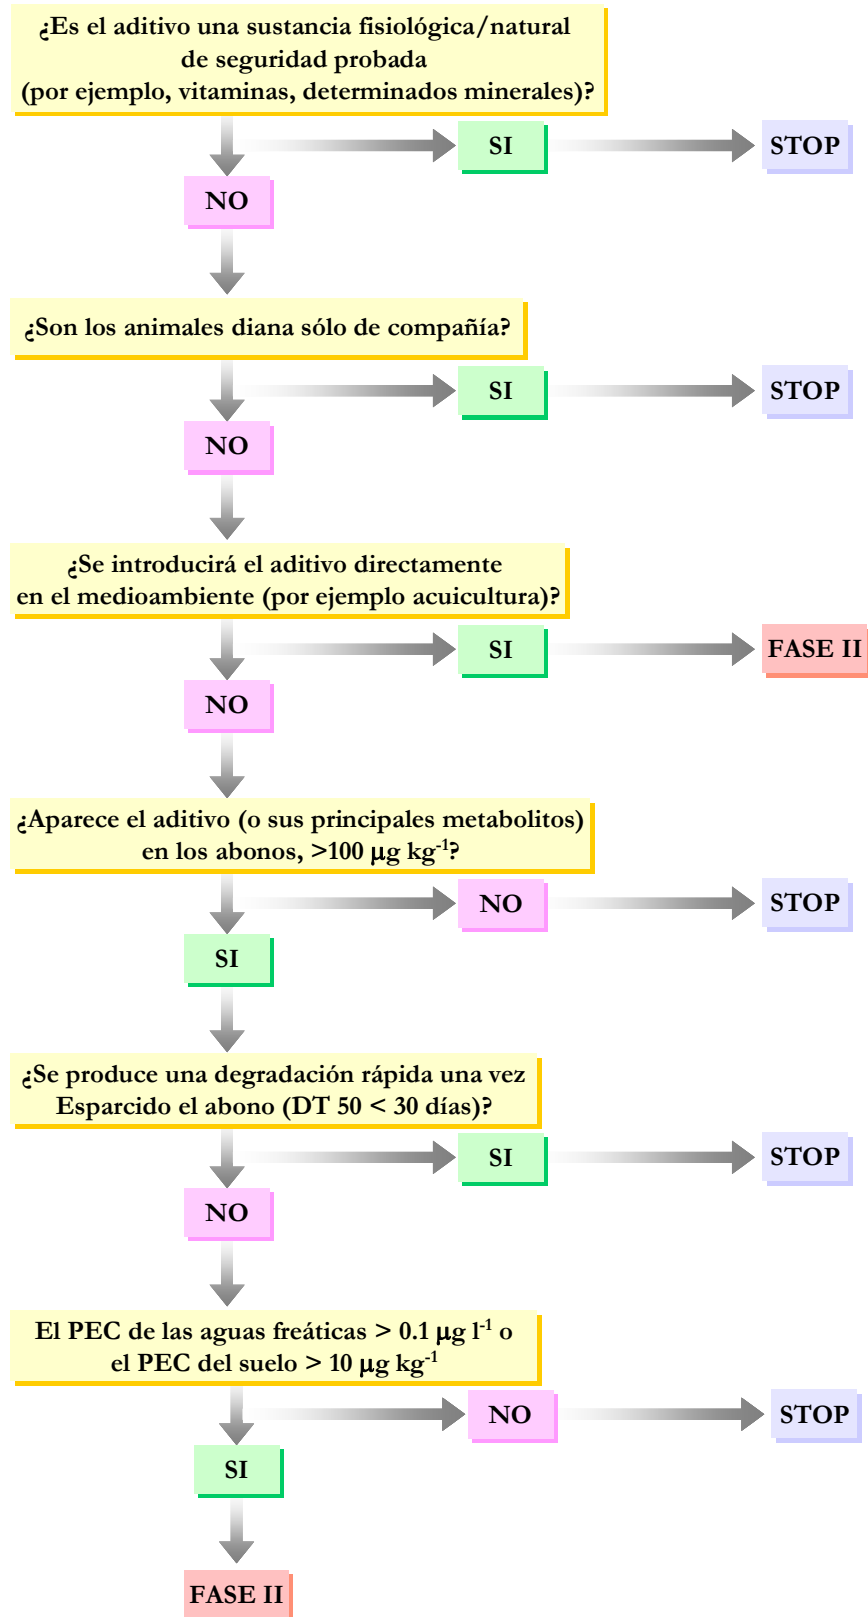 ¿Es el aditivo una sustancia fisiológica/natural
de seguridad probada
(por ejemplo, vitaminas, determinados minerales)?
SI
STOP
NO
¿Son los animales diana sólo de compañía?
SI
STOP
NO
¿Se introducirá el aditivo directamente
en el medioambiente (por ejemplo acuicultura)?
SI
FASE II
NO
¿Aparece el aditivo (o sus principales metabolitos)
en los abonos, >100 µg kg⁻¹?
NO
STOP
SI
¿Se produce una degradación rápida una vez
Esparcido el abono (DT 50 < 30 días)?
SI
STOP
NO
El PEC de las aguas freáticas > 0.1 µg l⁻¹ o
el PEC del suelo > 10 µg kg⁻¹
NO
STOP
SI
FASE II